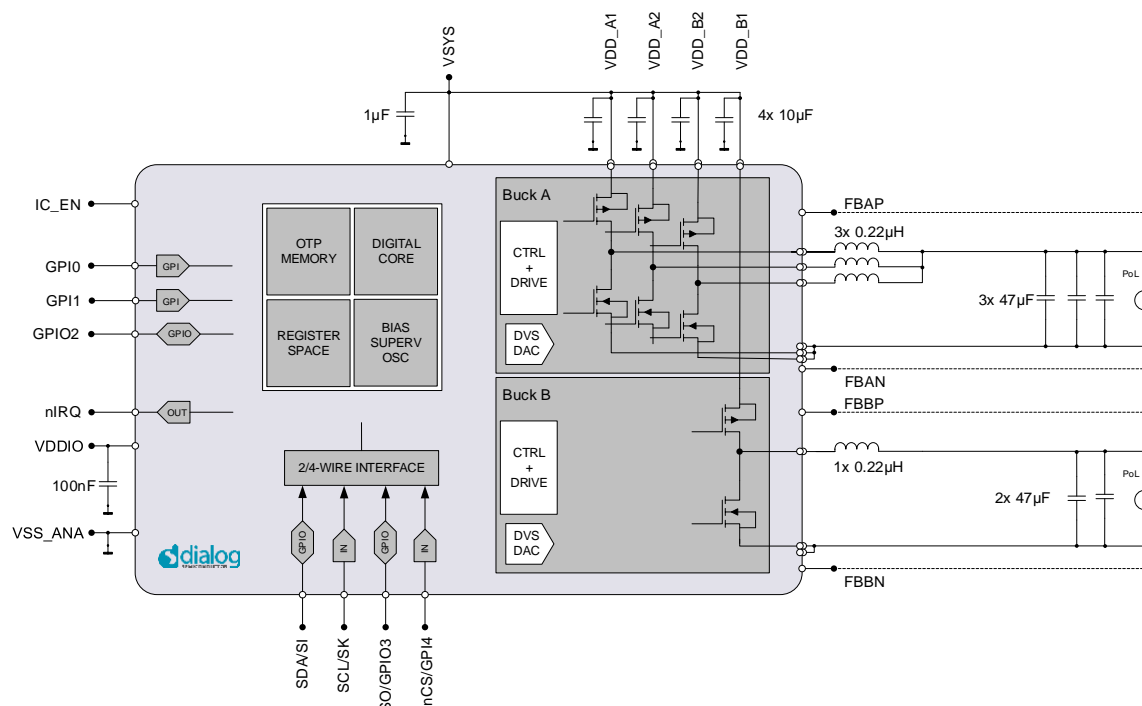 VSYS
VDD_A1
VDD_A2
VDD_B2
VDD_B1
1µF
4x 10µF
IC_EN
GPI0
GPI
GPI1
GPI
GPIO2
GPIO
nIRQ
OUT
VDDIO
100nF
VSS_ANA
OTP
MEMORY
DIGITAL
CORE
REGISTER
SPACE
BIAS
SUPERV
OSC
2/4-WIRE INTERFACE
GPIO
IN
GPIO
IN
dialog
SEMICONDUCTOR
SDA/SI
SCL/SK
SO/GPIO3
nCS/GPI4
Buck A
CTRL
+
DRIVE
DVS
DAC
Buck B
CTRL
+
DRIVE
DVS
DAC
FBAP
3x 0.22µH
3x 47µF
PoL
FBAN
FBBP
1x 0.22µH
2x 47µF
PoL
FBBN